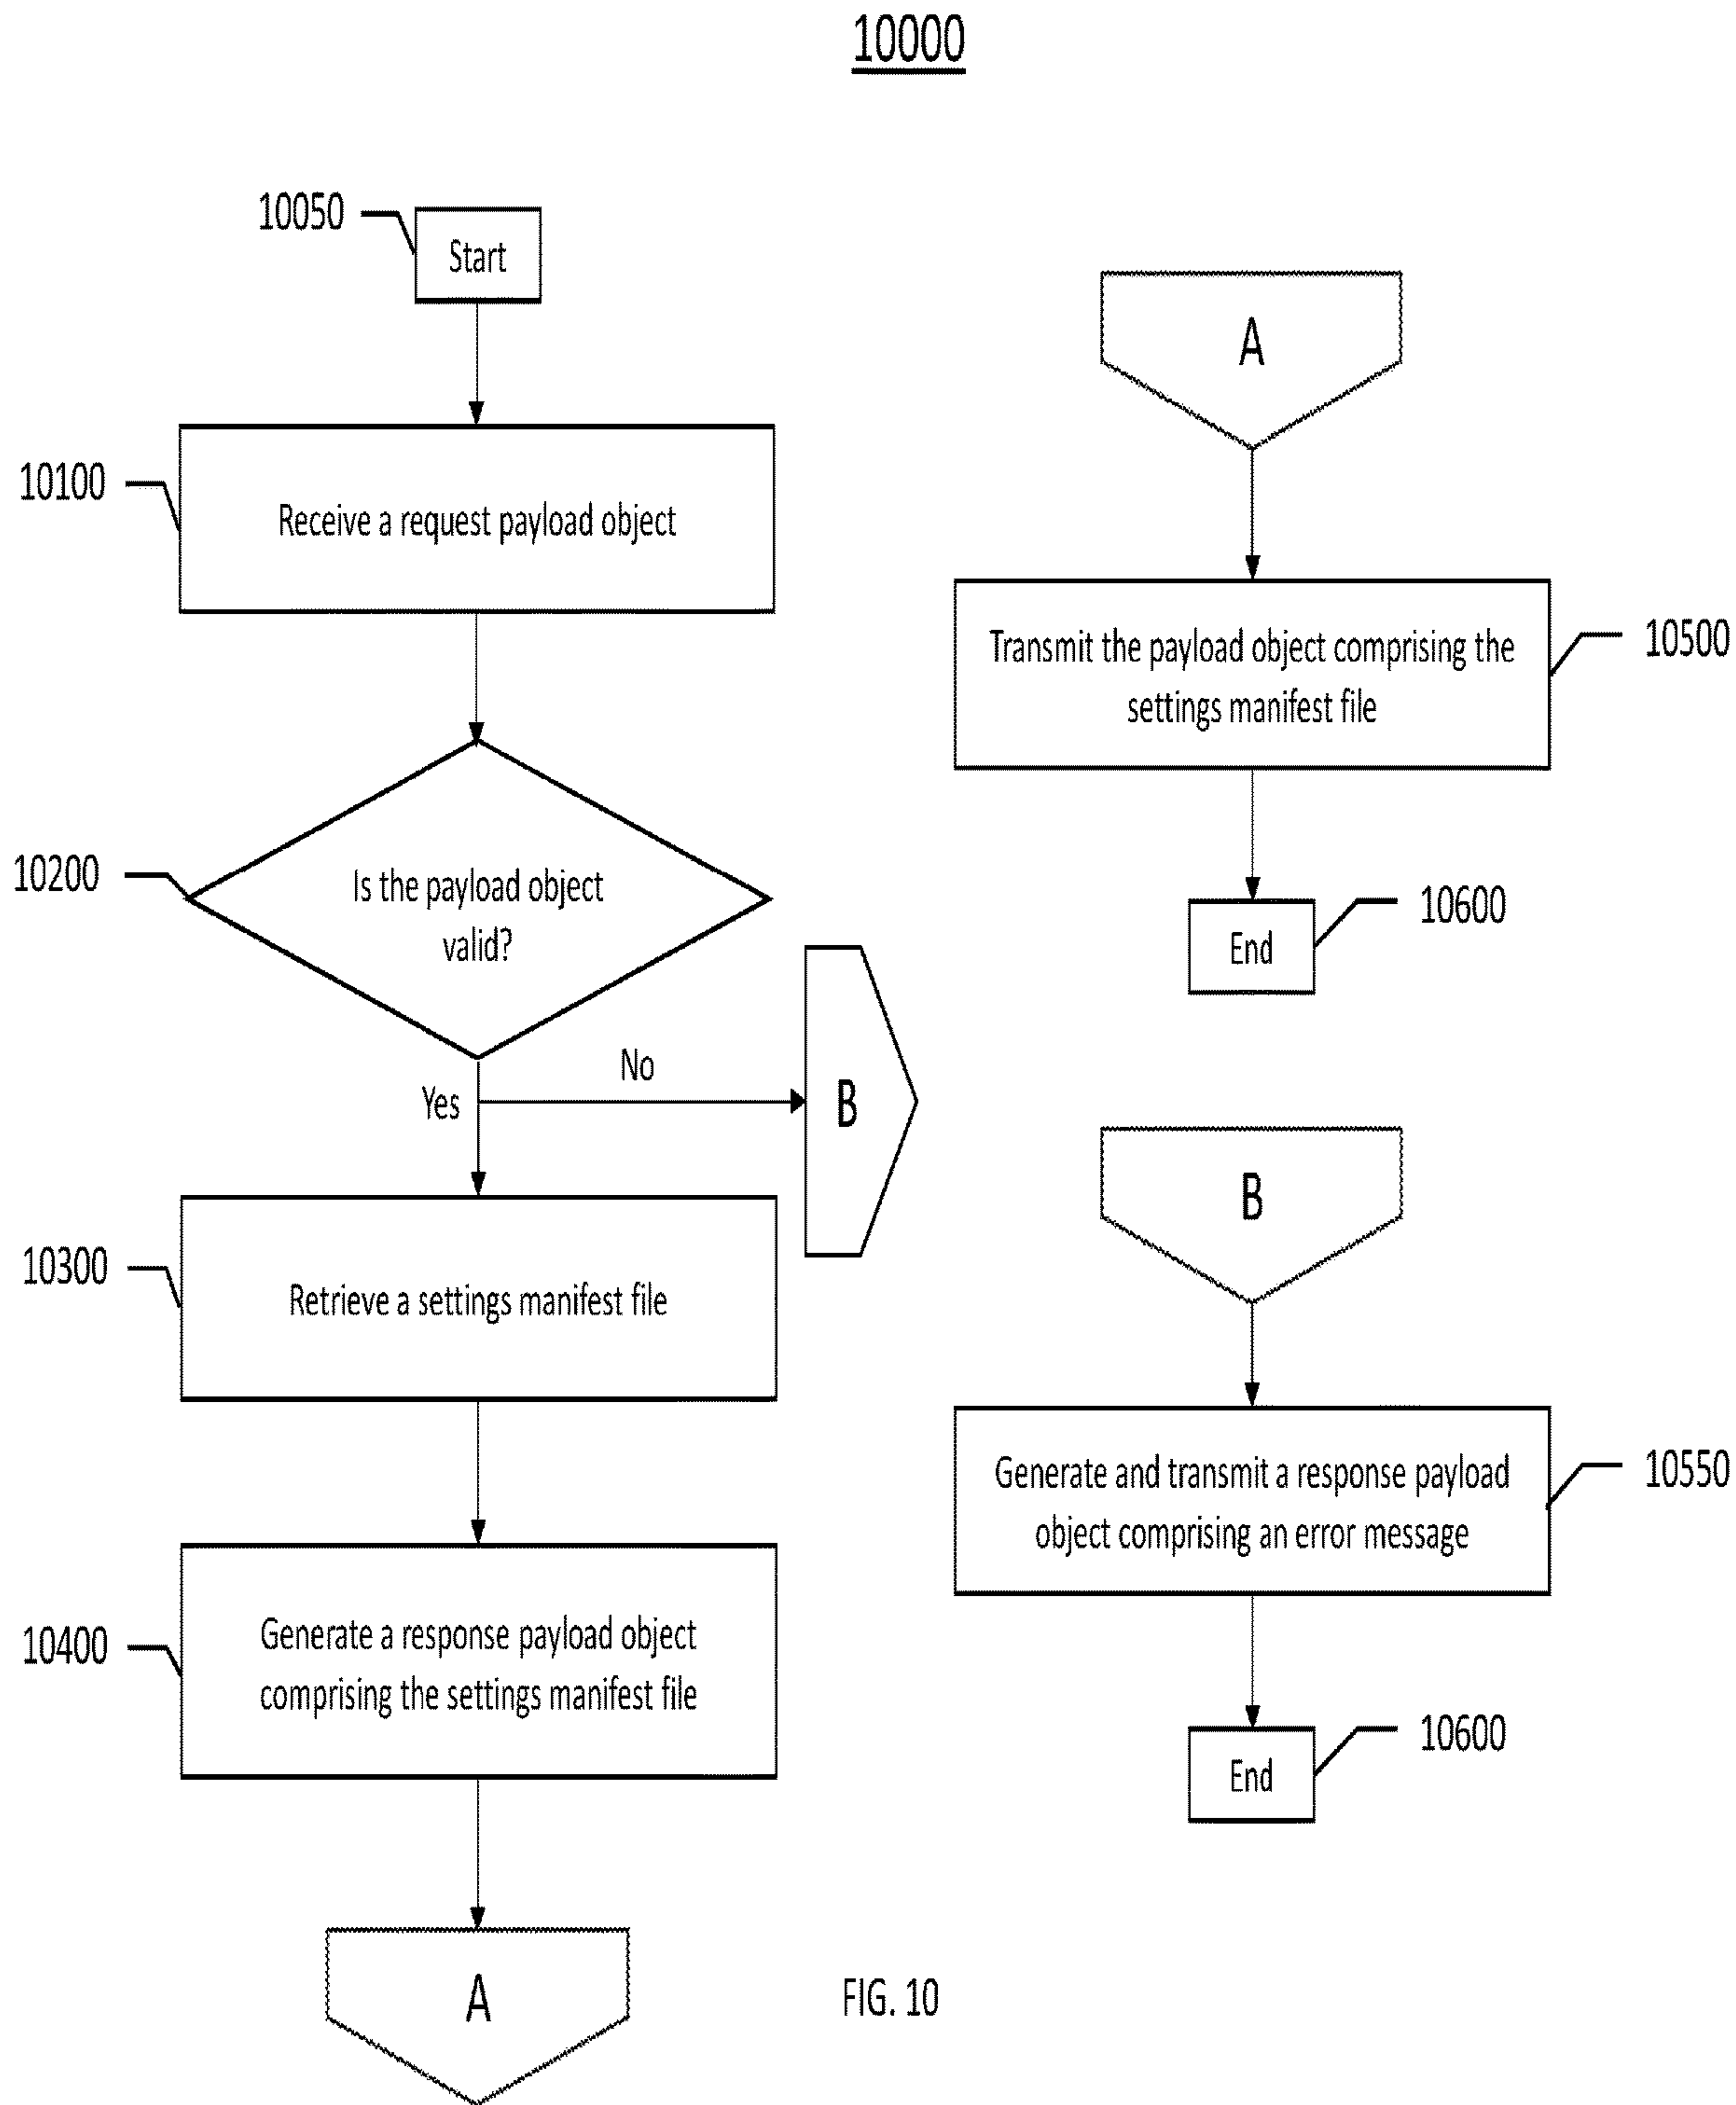 10000
10050
Start
10100
Receive a request payload object
10200
Is the payload object
valid?
No
Yes
B
10300
Retrieve a settings manifest file
10400
Generate a response payload object
comprising the settings manifest file
A
A
Transmit the payload object comprising the
settings manifest file
10500
10600
End
B
Generate and transmit a response payload
object comprising an error message
10550
10600
End
FIG. 10